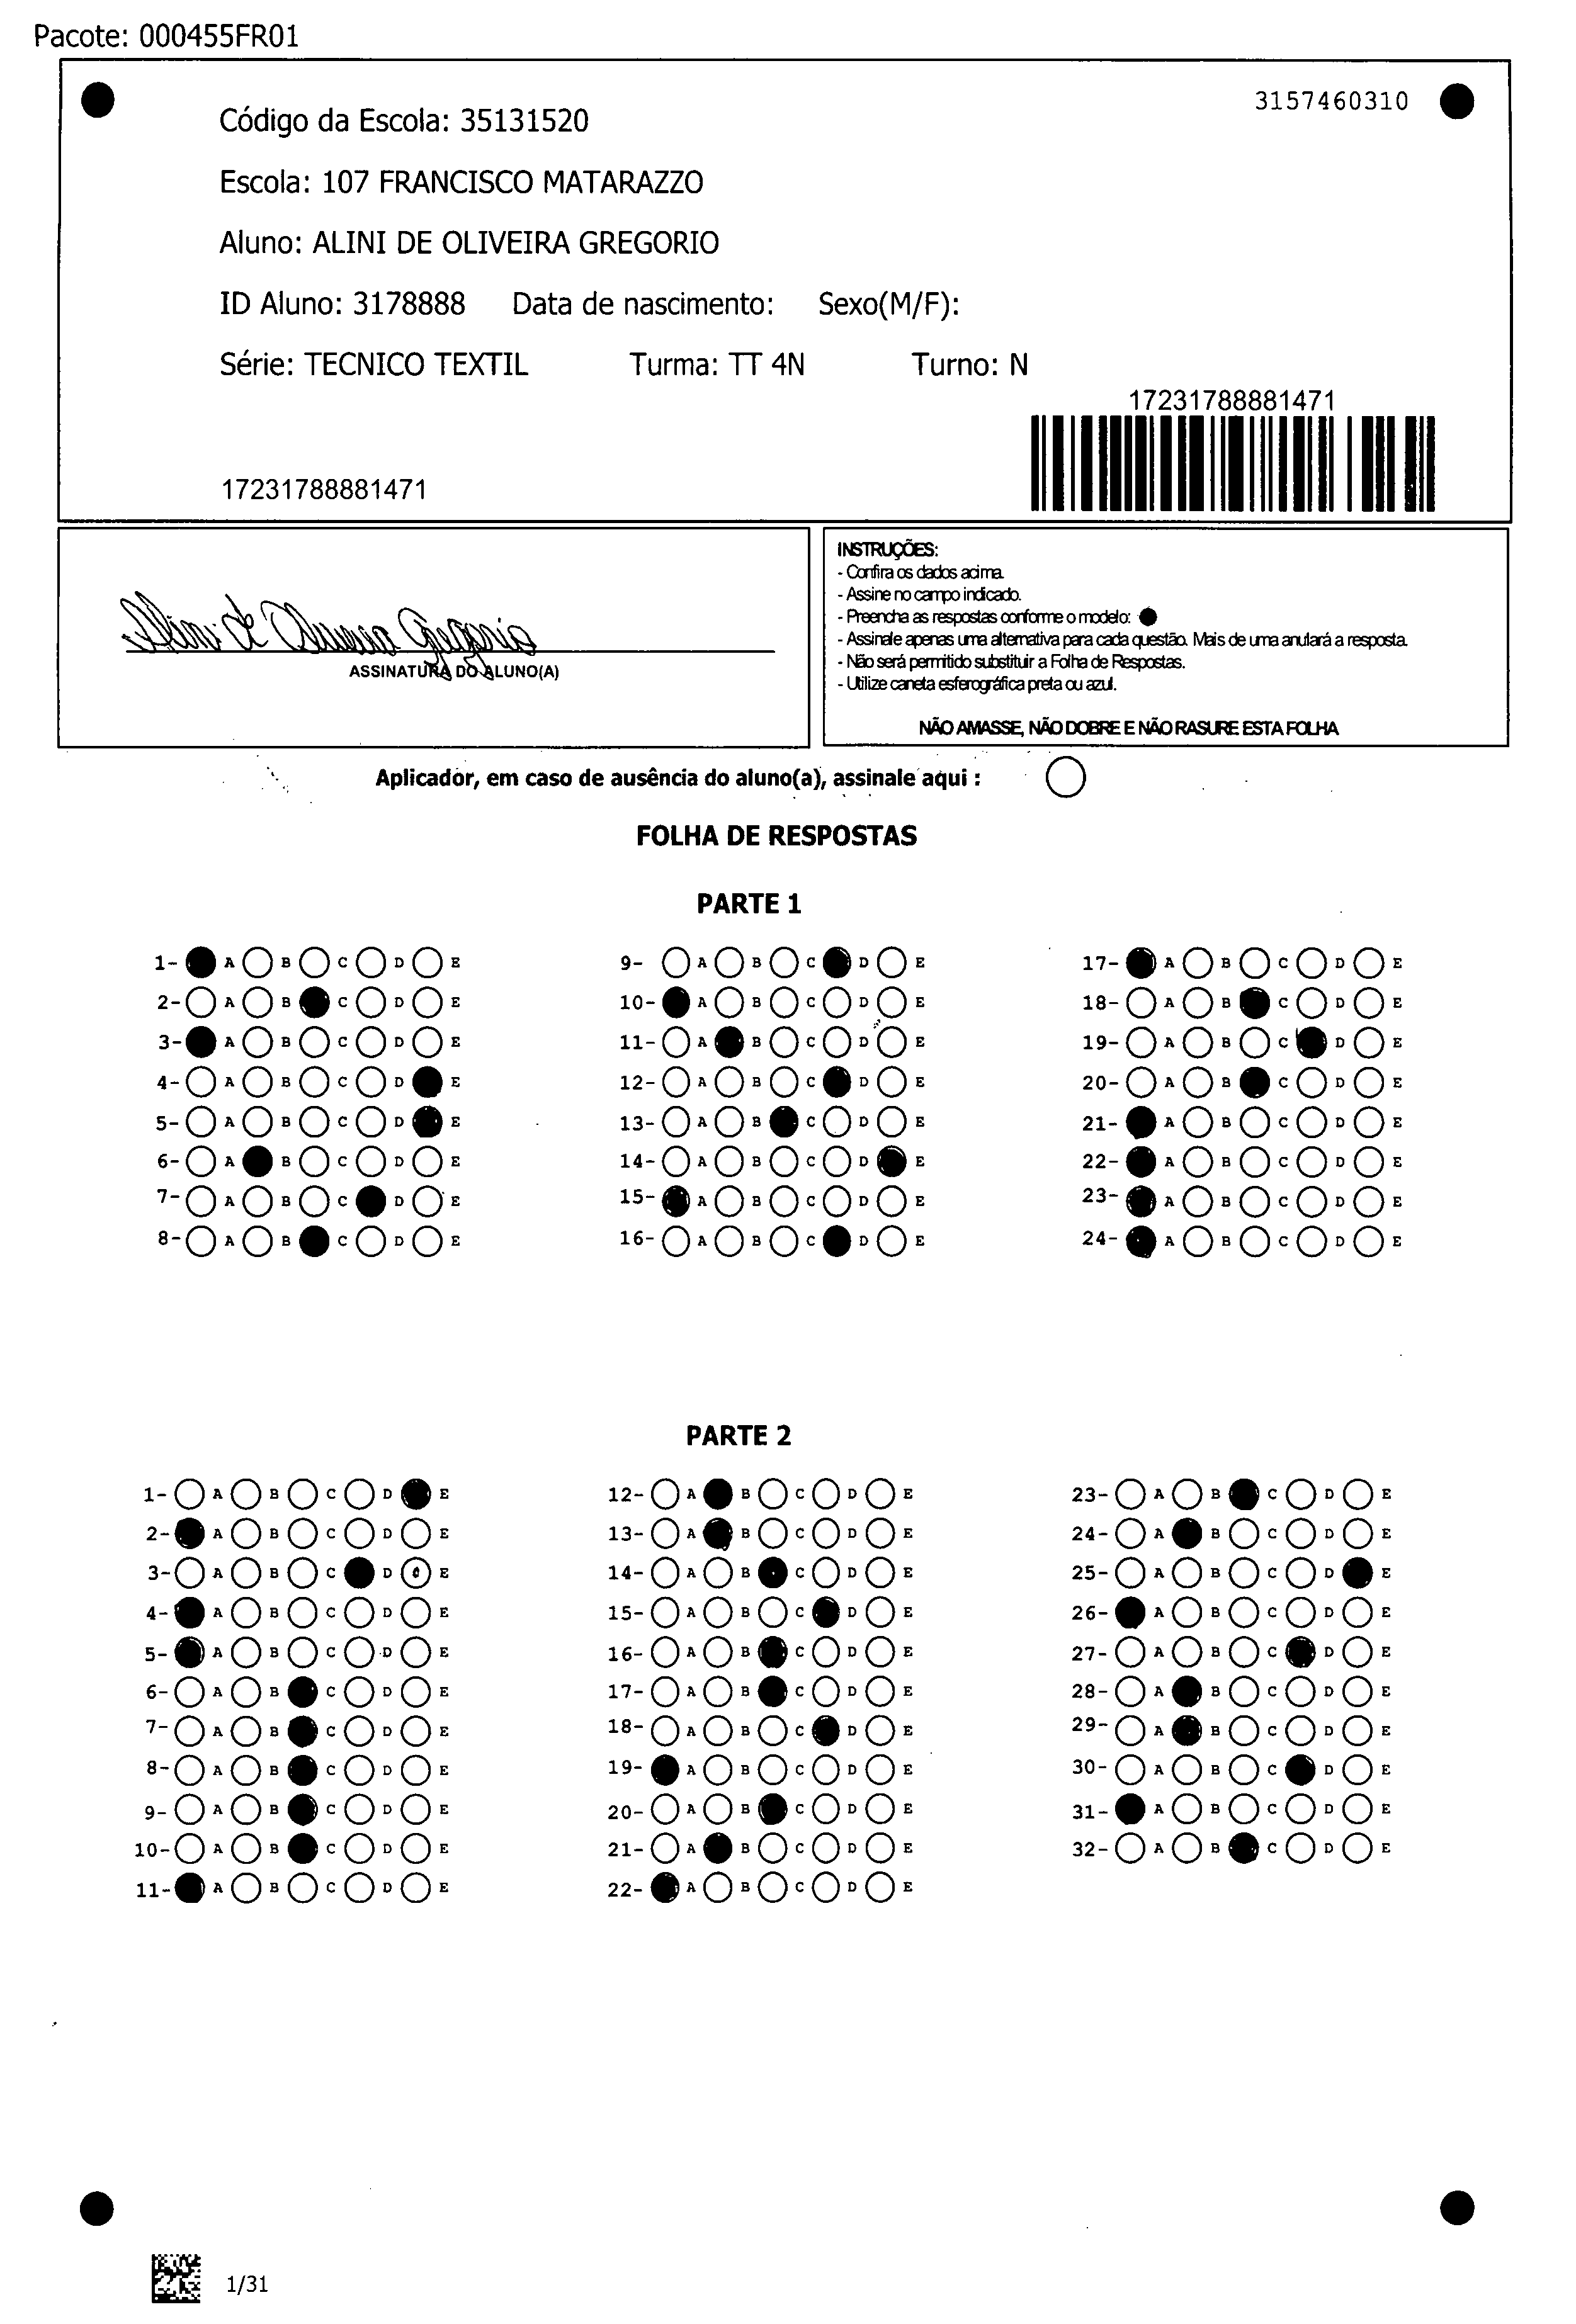 Pacote: 000455FR01
3157460310
Código da Escola: 35131520
Escola: 107 FRANCISCO MATARAZZO
Aluno: ALINI DE OLIVEIRA GREGORIO
ID Aluno: 3178888 Data de nascimento: Sexo(M/F):
Série: TECNICO TEXTIL Turma: TT 4N Turno: N
17231788881471
17231788881471
Alini de Oliveira Gregorio
ASSINATURA DO ALUNO(A)
INSTRUÇÕES:
- Confira os dados acima.
- Assine no campo indicado.
- Preencha as respostas conforme o modelo:
- Assinale apenas uma alternativa para cada questão. Mais de uma anulará a resposta.
- Não será permitido substituir a Folha de Respostas.
- Utilize caneta esferográfica preta ou azul.
NÃO AMASSE, NÃO DOBRE E NÃO RASURE ESTA FOLHA
Aplicador, em caso de ausência do aluno(a), assinale aqui :
FOLHA DE RESPOSTAS
PARTE 1
1- A B C D E 9- A B C D E 17- A B C D E
2- A B C D E 10- A B C D E 18- A B C D E
3- A B C D E 11- A B C D E 19- A B C D E
4- A B C D E 12- A B C D E 20- A B C D E
5- A B C D E 13- A B C D E 21- A B C D E
6- A B C D E 14- A B C D E 22- A B C D E
7- A B C D E 15- A B C D E 23- A B C D E
8- A B C D E 16- A B C D E 24- A B C D E
PARTE 2
1- A B C D E 12- A B C D E 23- A B C D E
2- A B C D E 13- A B C D E 24- A B C D E
3- A B C D E 14- A B C D E 25- A B C D E
4- A B C D E 15- A B C D E 26- A B C D E
5- A B C D E 16- A B C D E 27- A B C D E
6- A B C D E 17- A B C D E 28- A B C D E
7- A B C D E 18- A B C D E 29- A B C D E
8- A B C D E 19- A B C D E 30- A B C D E
9- A B C D E 20- A B C D E 31- A B C D E
10- A B C D E 21- A B C D E 32- A B C D E
11- A B C D E 22- A B C D E
1/31